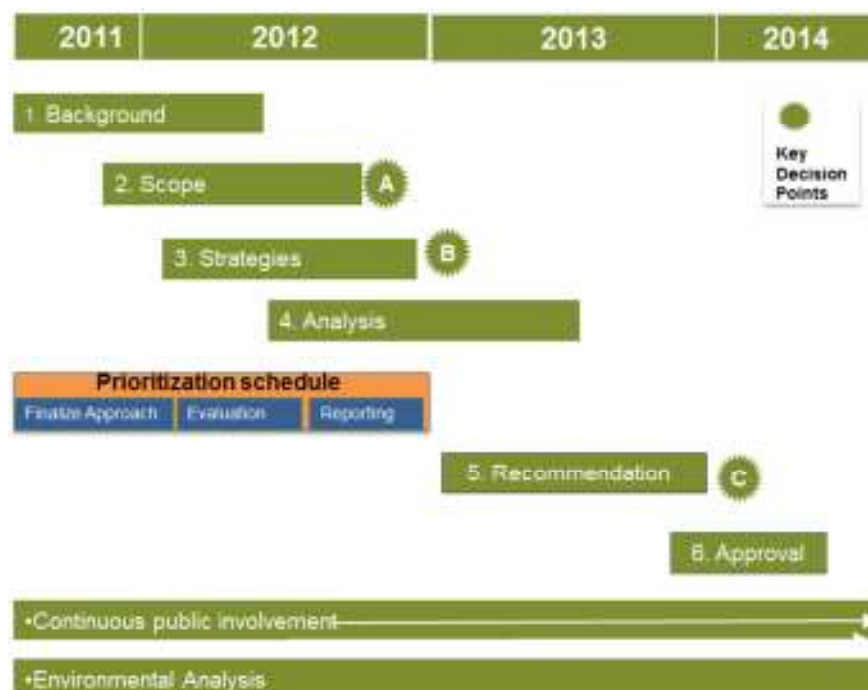 2011 2012 2013 2014
1. Background
Key
Decision
Points
2. Scope A
3. Strategies B
4. Analysis
Prioritization schedule
Finalize Approach Evaluation Reporting
5. Recommendation C
6. Approval
•Continuous public involvement
•Environmental Analysis